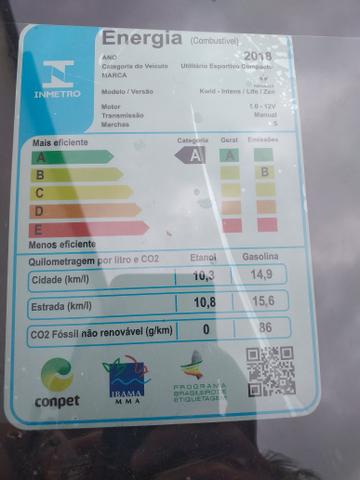 Energia (Combustível)
ANO 2018
Categoria do Veículo Utilitário Esportivo Compacto
MARCA
Modelo / Versão Kwid - Intens / Life / Zen
Motor 1.0 - 12V
Transmissão Manual
Marchas 5
INMETRO
Mais eficiente Categoria Geral Emissões
A A A
B B
C
D
E
Menos eficiente
Quilometragem por litro e CO2 Etanol Gasolina
Cidade (km/l) 10,3 14,9
Estrada (km/l) 10,8 15,6
CO2 Fóssil não renovável (g/km) 0 86
conpet
IBAMA
MMA
PROGRAMA
BRASILEIRO DE
ETIQUETAGEM